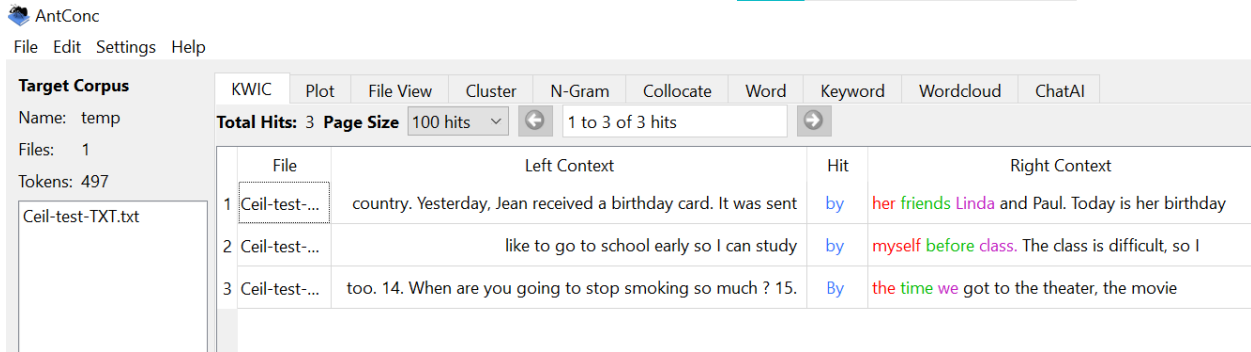 AntConc
File Edit Settings Help
Target Corpus
Name: temp
Files: 1
Tokens: 497
Ceil-test-TXT.txt
KWIC Plot File View Cluster N-Gram Collocate Word Keyword Wordcloud ChatAI
Total Hits: 3 Page Size 100 hits 1 to 3 of 3 hits
File Left Context Hit Right Context
1 Ceil-test-... country. Yesterday, Jean received a birthday card. It was sent by her friends Linda and Paul. Today is her birthday
2 Ceil-test-... like to go to school early so I can study by myself before class. The class is difficult, so I
3 Ceil-test-... too. 14. When are you going to stop smoking so much ? 15. By the time we got to the theater, the movie